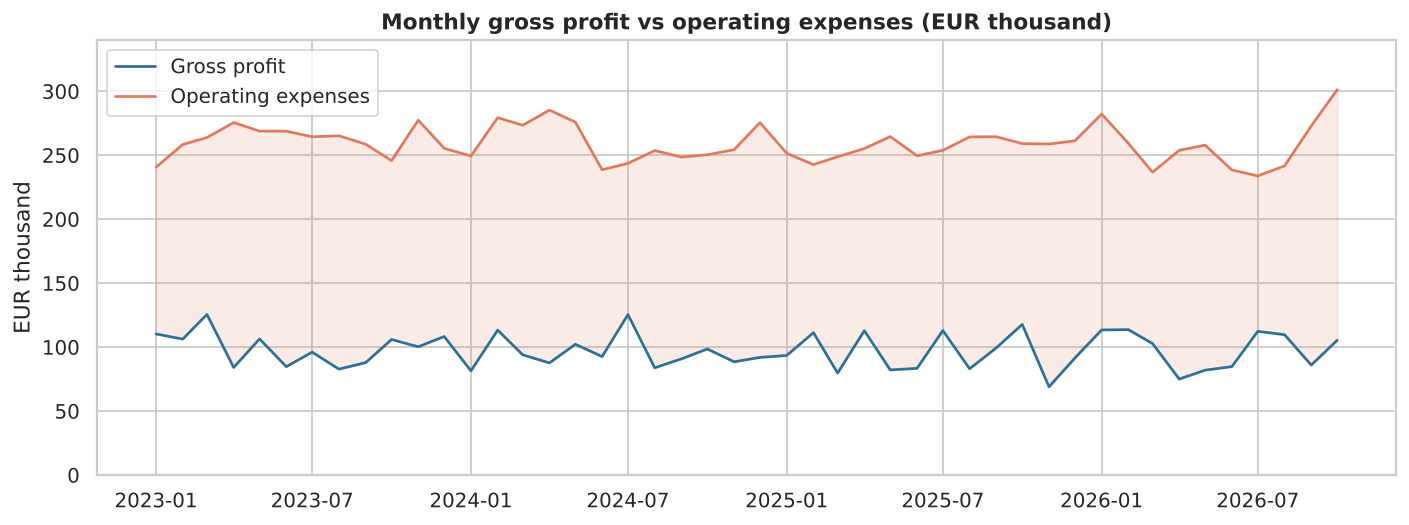 Monthly gross profit vs operating expenses (EUR thousand)
Gross profit
Operating expenses
EUR thousand
300
250
200
150
100
50
0
2023-01 2023-07 2024-01 2024-07 2025-01 2025-07 2026-01 2026-07